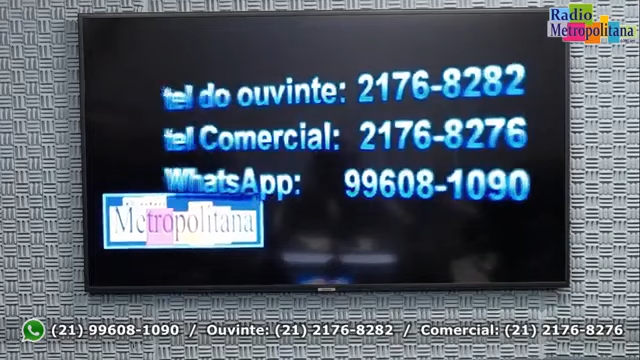 Radio
Metropolitana
tel do ouvinte: 2176-8282
tel Comercial: 2176-8276
WhatsApp: 99608-1090
Metropolitana
(21) 99608-1090 / Ouvinte: (21) 2176-8282 / Comercial: (21) 2176-8276